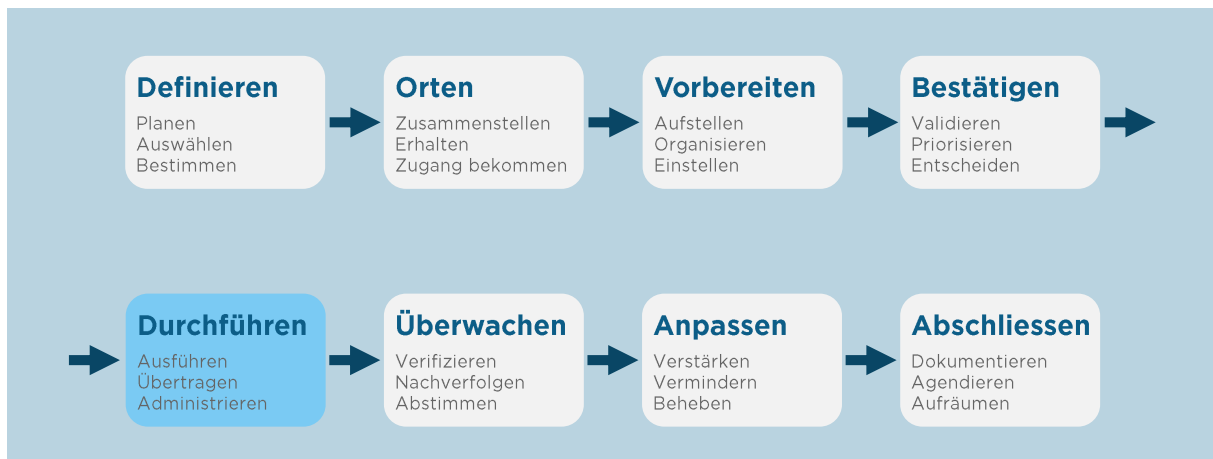 Definieren
Planen
Auswählen
Bestimmen
Orten
Zusammenstellen
Erhalten
Zugang bekommen
Vorbereiten
Aufstellen
Organisieren
Einstellen
Bestätigen
Validieren
Priorisieren
Entscheiden
Durchführen
Ausführen
Übertragen
Administrieren
Überwachen
Verifizieren
Nachverfolgen
Abstimmen
Anpassen
Verstärken
Vermindern
Beheben
Abschliessen
Dokumentieren
Agendieren
Aufräumen